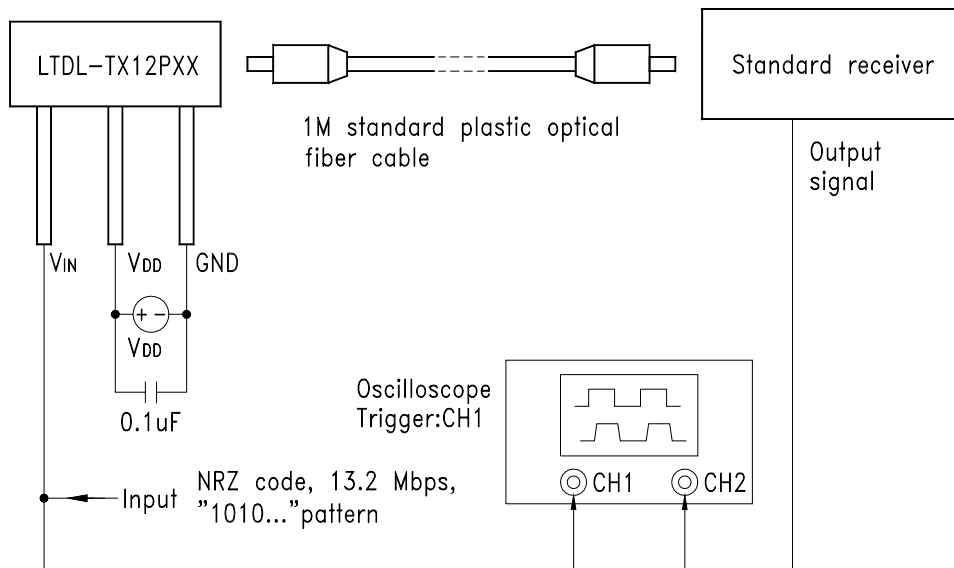 LTDL-TX12PXX
Standard receiver
1M standard plastic optical
fiber cable
Output
signal
VIN
VDD
GND
+ -
VDD
0.1uF
Oscilloscope
Trigger:CH1
CH1
CH2
Input
NRZ code, 13.2 Mbps,
"1010..."pattern